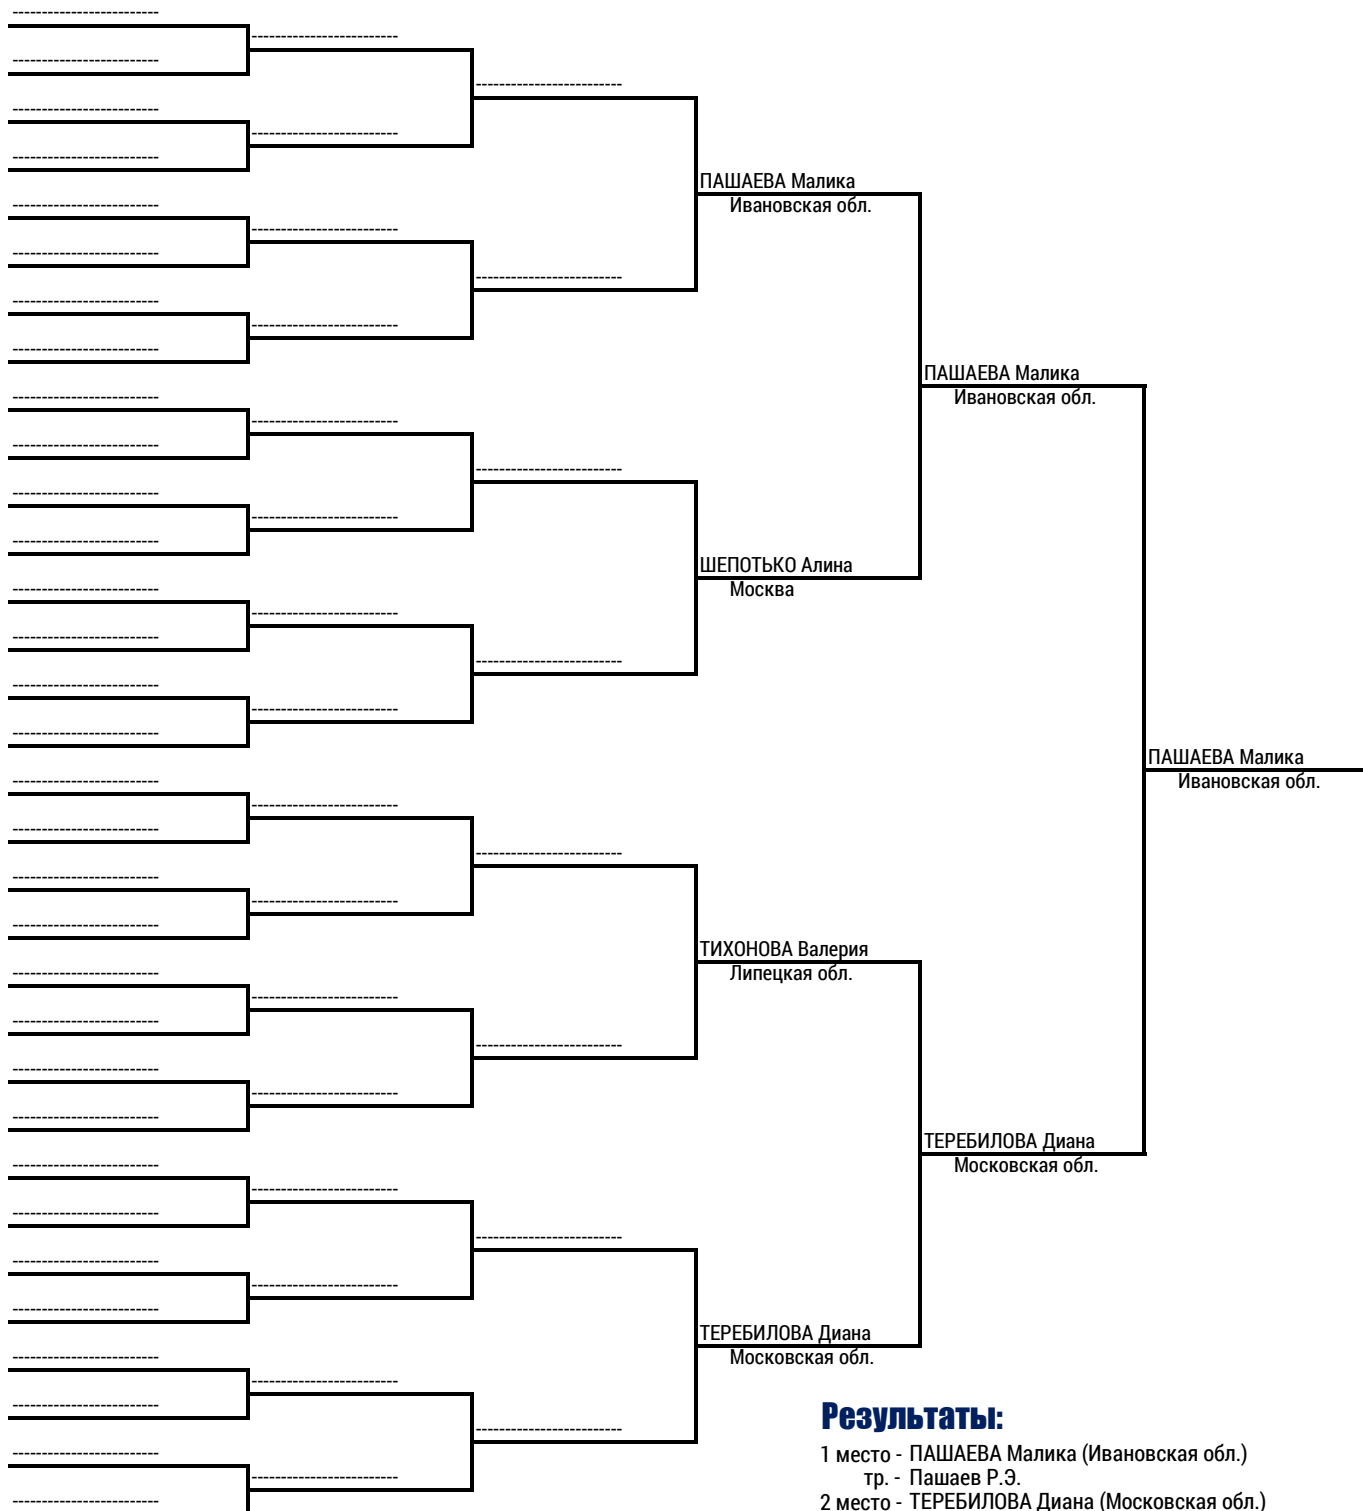 ПАШАЕВА Малика
Ивановская обл.
ПАШАЕВА Малика
Ивановская обл.
ШЕПОТЬКО Алина
Москва
ПАШАЕВА Малика
Ивановская обл.
ТИХОНОВА Валерия
Липецкая обл.
ТЕРЕБИЛОВА Диана
Московская обл.
ТЕРЕБИЛОВА Диана
Московская обл.
Результаты:
1 место - ПАШАЕВА Малика (Ивановская обл.)
тр. - Пашаев Р.Э.
2 место - ТЕРЕБИЛОВА Диана (Московская обл.)